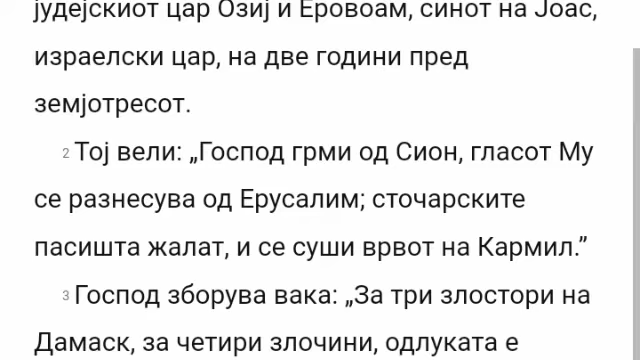 јудејскиот цар Озиј и Еровоам, синот на Јоас,
израелски цар, на две години пред
земјотресот.
2 Тој вели: „Господ грми од Сион, гласот Му
се разнесува од Ерусалим; сточарските
пасишта жалат, и се суши врвот на Кармил.”
3 Господ зборува вака: „За три злостори на
Дамаск, за четири злочини, одлуката е